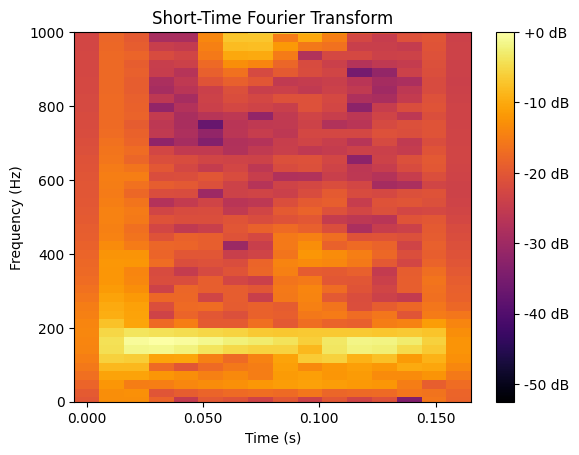 Short-Time Fourier Transform
1000
800
600
400
200
0
Frequency (Hz)
0.000
0.050
0.100
0.150
Time (s)
+0 dB
-10 dB
-20 dB
-30 dB
-40 dB
-50 dB